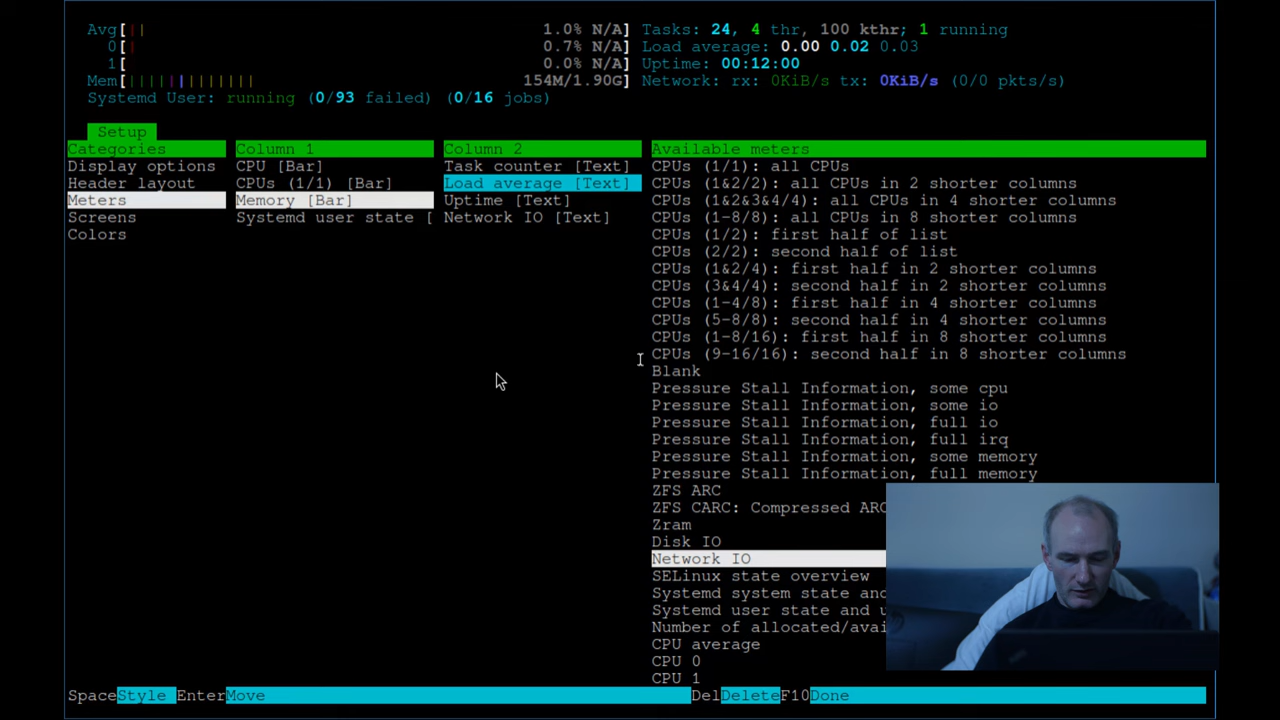 Avg[|| 1.0% N/A] Tasks: 24, 4 thr, 100 kthr; 1 running
0[| 0.7% N/A] Load average: 0.00 0.02 0.03
1[ 0.0% N/A] Uptime: 00:12:00
Mem[||||||||||||| 154M/1.90G] Network: rx: 0KiB/s tx: 0KiB/s (0/0 pkts/s)
Systemd User: running (0/93 failed) (0/16 jobs)
Setup
Categories
Display options
Header layout
Meters
Screens
Colors
Column 1
CPU [Bar]
CPUs (1/1) [Bar]
Memory [Bar]
Systemd user state [
Column 2
Task counter [Text]
Load average [Text]
Uptime [Text]
Network IO [Text]
Available meters
CPUs (1/1): all CPUs
CPUs (1&2/2): all CPUs in 2 shorter columns
CPUs (1&2&3&4/4): all CPUs in 4 shorter columns
CPUs (1-8/8): all CPUs in 8 shorter columns
CPUs (1/2): first half of list
CPUs (2/2): second half of list
CPUs (1&2/4): first half in 2 shorter columns
CPUs (3&4/4): second half in 2 shorter columns
CPUs (1-4/8): first half in 4 shorter columns
CPUs (5-8/8): second half in 4 shorter columns
CPUs (1-8/16): first half in 8 shorter columns
CPUs (9-16/16): second half in 8 shorter columns
Blank
Pressure Stall Information, some cpu
Pressure Stall Information, some io
Pressure Stall Information, full io
Pressure Stall Information, full irq
Pressure Stall Information, some memory
Pressure Stall Information, full memory
ZFS ARC
ZFS CARC: Compressed ARC
Zram
Disk IO
Network IO
SELinux state overview
Systemd system state and
Systemd user state and u
Number of allocated/avai
CPU average
CPU 0
CPU 1
SpaceStyle EnterMove DelDeleteF10Done